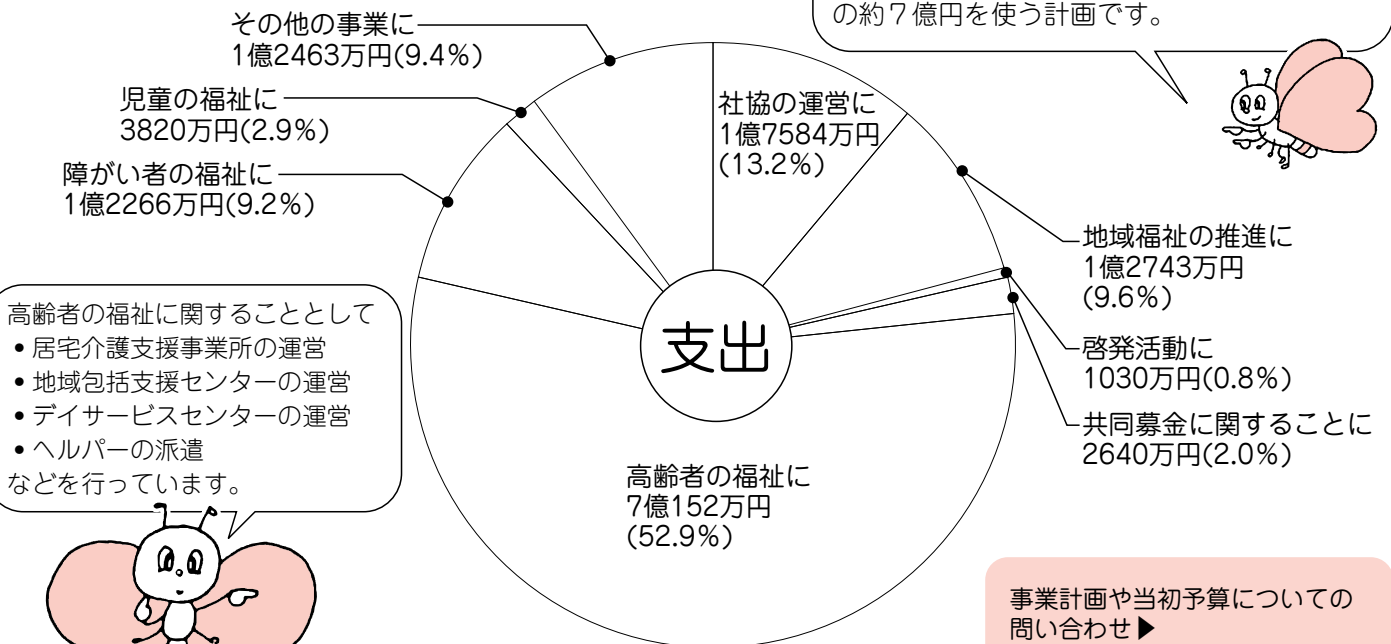 の約７億円を使う計画です。
その他の事業に
1億2463万円(9.4%)
児童の福祉に
3820万円(2.9%)
障がい者の福祉に
1億2266万円(9.2%)
社協の運営に
1億7584万円
(13.2%)
地域福祉の推進に
1億2743万円
(9.6%)
啓発活動に
1030万円(0.8%)
共同募金に関することに
2640万円(2.0%)
支出
高齢者の福祉に
7億152万円
(52.9%)
高齢者の福祉に関することとして
•居宅介護支援事業所の運営
•地域包括支援センターの運営
•デイサービスセンターの運営
•ヘルパーの派遣
などを行っています。
事業計画や当初予算についての
問い合わせ▶